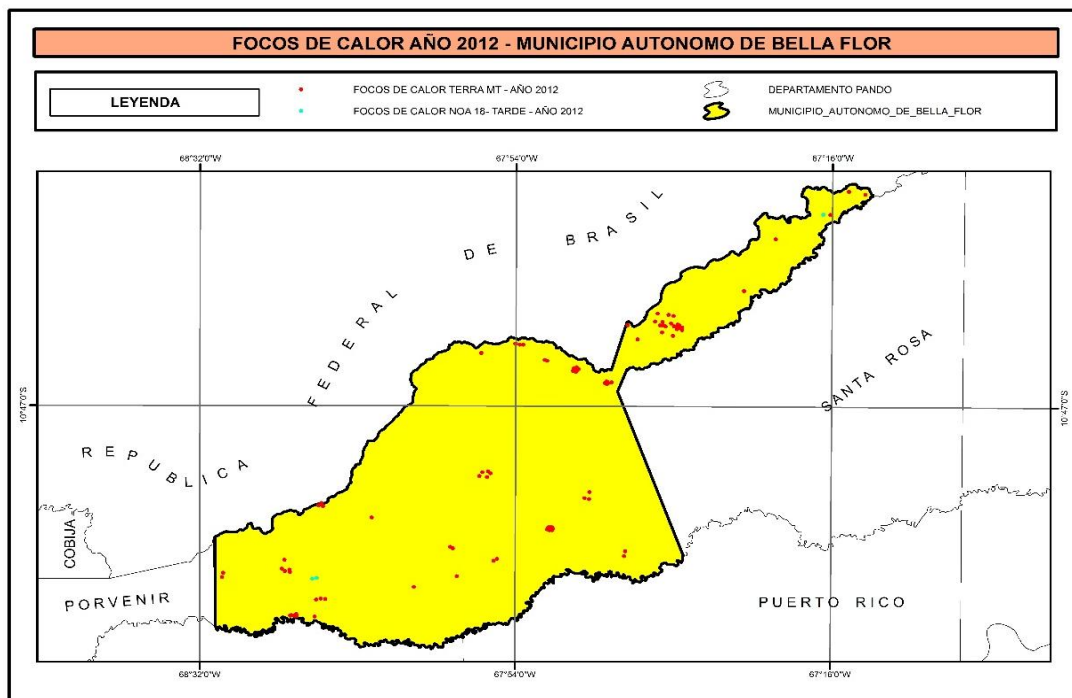 FOCOS DE CALOR AÑO 2012 - MUNICIPIO AUTONOMO DE BELLA FLOR
LEYENDA
FOCOS DE CALOR TERRA MT - AÑO 2012
DEPARTAMENTO PANDO
FOCOS DE CALOR NOA 18- TARDE - AÑO 2012
MUNICIPIO_AUTONOMO_DE_BELLA_FLOR
68°32'0"W
67°54'0"W
67°16'0"W
REPUBLICA FEDERAL DE BRASIL
SANTA ROSA
10°47'0"S
10°47'0"S
COBIJA
PORVENIR
PUERTO RICO
68°32'0"W
67°54'0"W
67°16'0"W